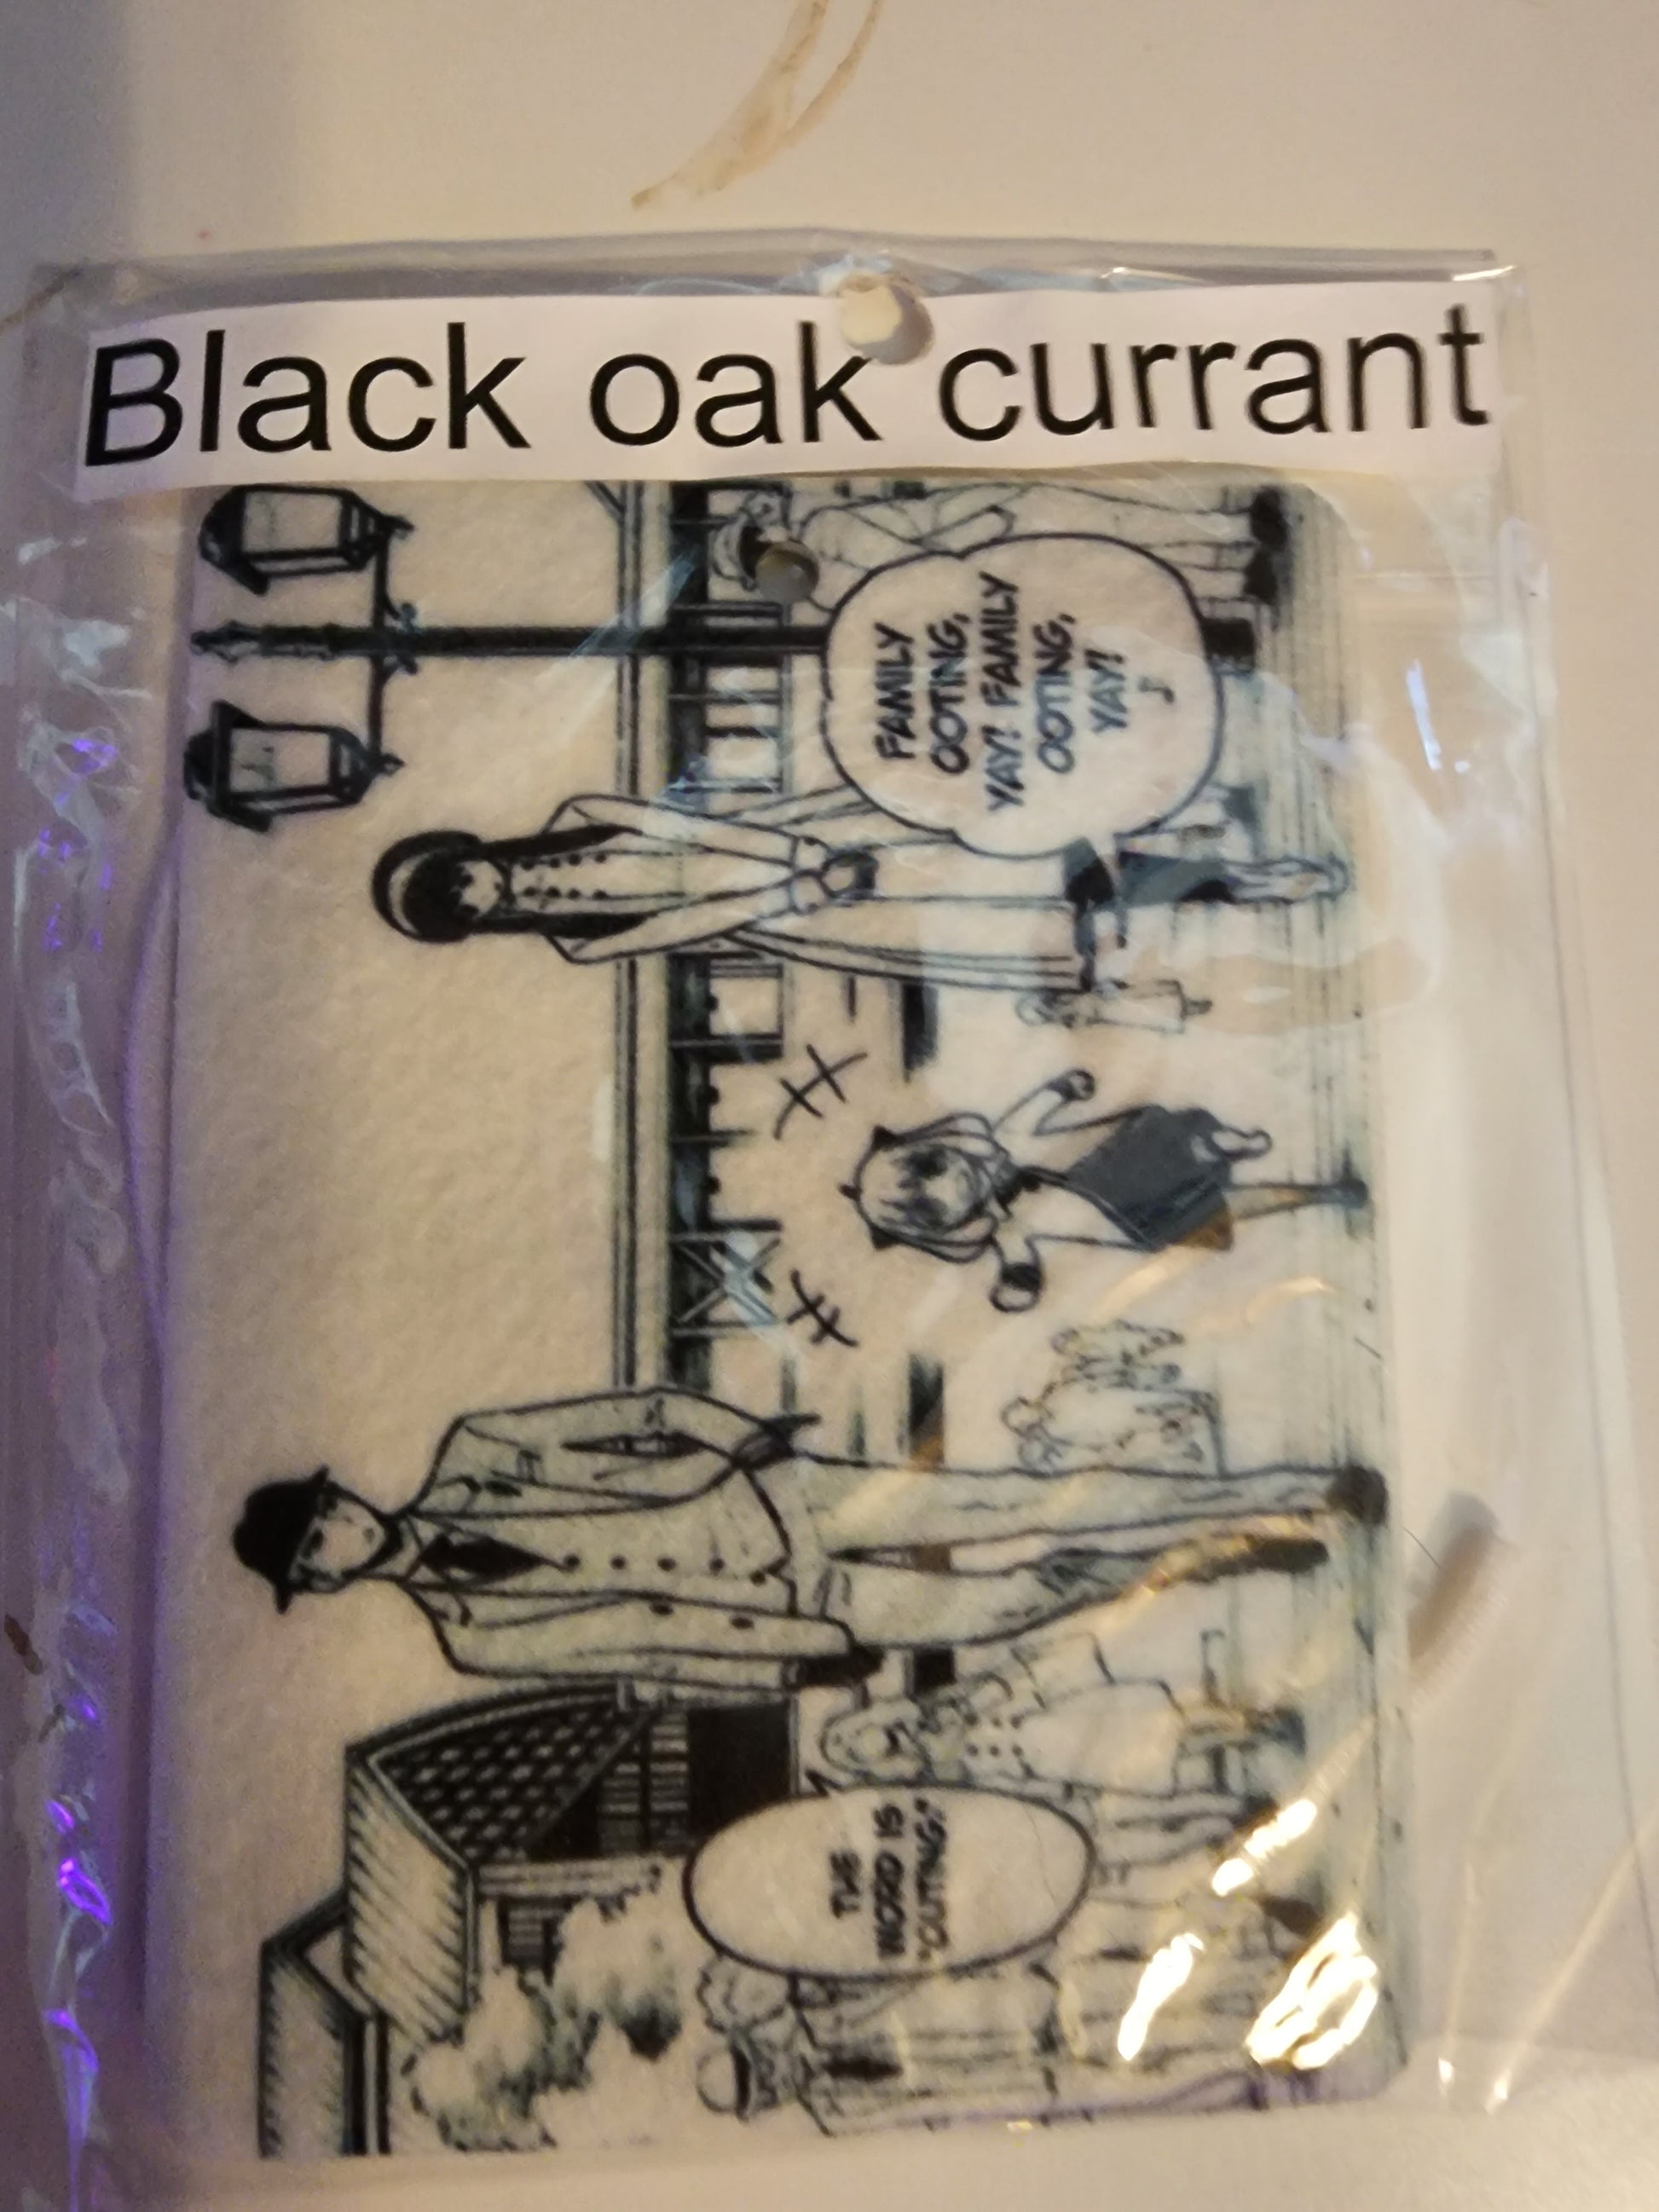 Black oak currant
FAMILY
OOTING,
YAY! FAMILY
OOTING,
YAY!
THE
WORD IS
"OUTING."